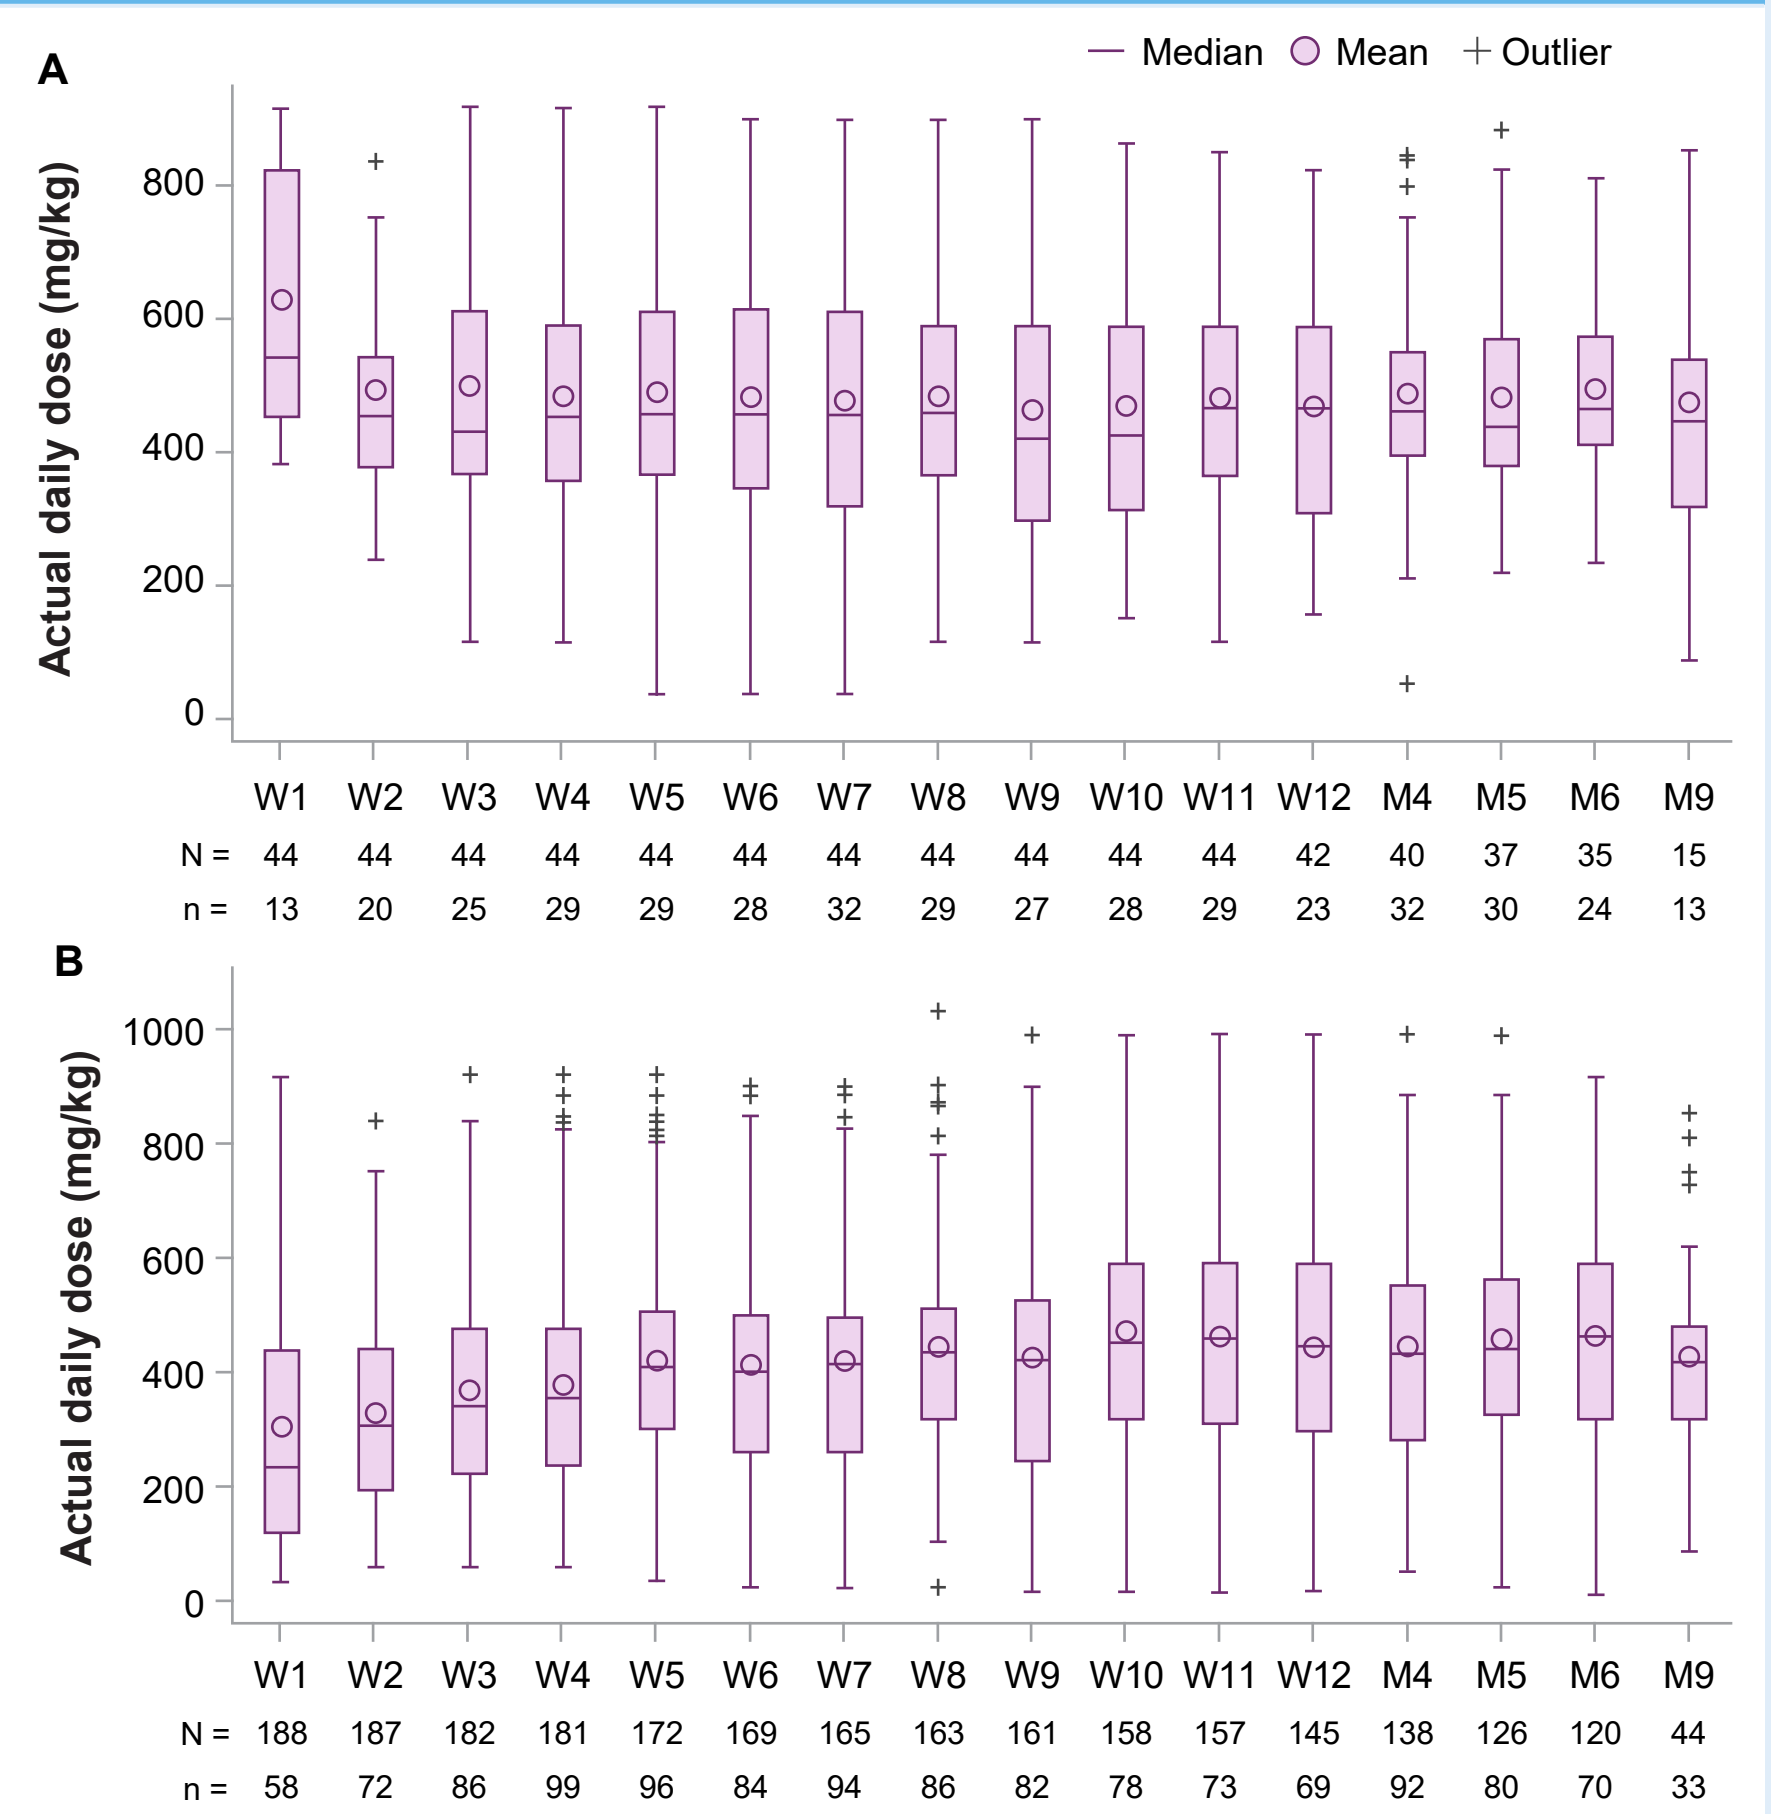 A
Median Mean Outlier
Actual daily dose (mg/kg)
800
600
400
200
0
W1 W2 W3 W4 W5 W6 W7 W8 W9 W10 W11 W12 M4 M5 M6 M9
N = 44 44 44 44 44 44 44 44 44 44 44 42 40 37 35 15
n = 13 20 25 29 29 28 32 29 27 28 29 23 32 30 24 13
B
Actual daily dose (mg/kg)
1000
800
600
400
200
0
W1 W2 W3 W4 W5 W6 W7 W8 W9 W10 W11 W12 M4 M5 M6 M9
N = 188 187 182 181 172 169 165 163 161 158 157 145 138 126 120 44
n = 58 72 86 99 96 84 94 86 82 78 73 69 92 80 70 33